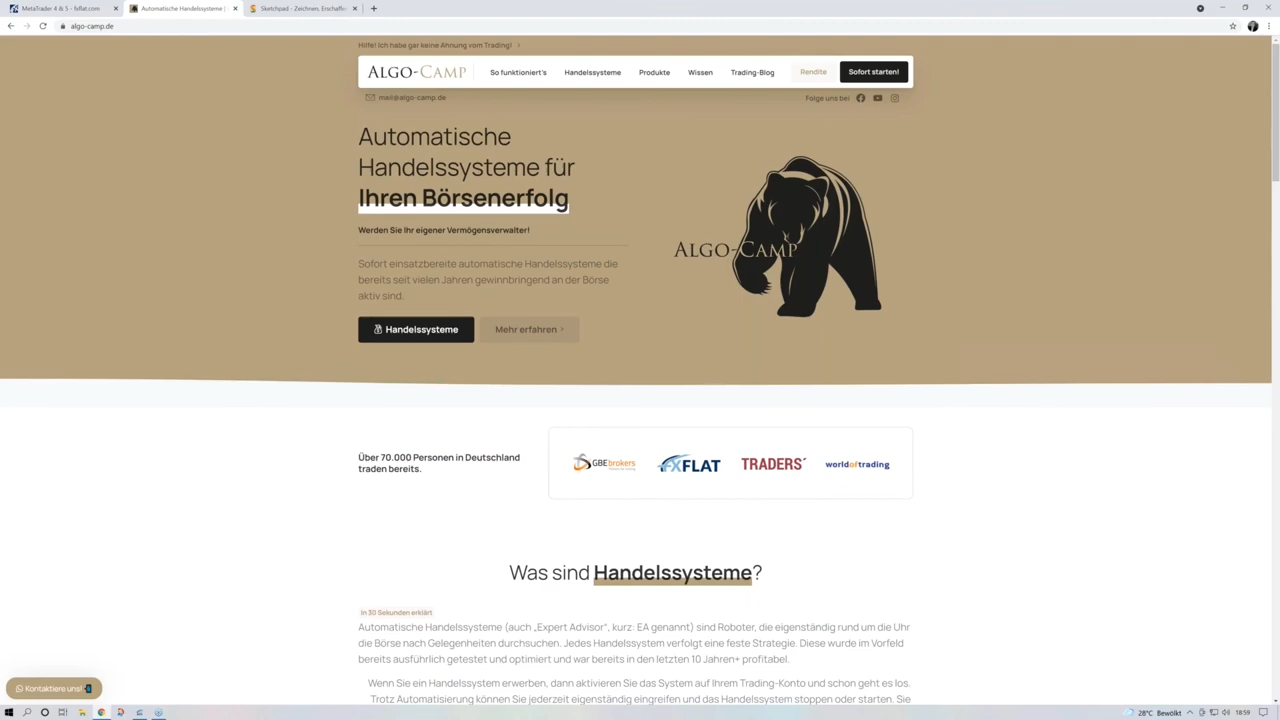 MetaTrader 4 & 5 - fxflat.com
Automatische Handelssysteme |
Sketchpad - Zeichnen, Erschaffen
algo-camp.de
Hilfe! Ich habe gar keine Ahnung vom Trading!
ALGO-CAMP
So funktioniert's
Handelssysteme
Produkte
Wissen
Trading-Blog
Rendite
Sofort starten!
mail@algo-camp.de
Folge uns bei
Automatische
Handelssysteme für
Ihren Börsenerfolg
Werden Sie Ihr eigener Vermögensverwalter!
Sofort einsatzbereite automatische Handelssysteme die
bereits seit vielen Jahren gewinnbringend an der Börse
aktiv sind.
Handelssysteme
Mehr erfahren
ALGO-CAMP
Über 70.000 Personen in Deutschland
traden bereits.
GBEbrokers
FXFLAT
TRADERS´
worldoftrading
Was sind Handelssysteme?
in 30 Sekunden erklärt
Automatische Handelssysteme (auch „Expert Advisor“, kurz: EA genannt) sind Roboter, die eigenständig rund um die Uhr
die Börse nach Gelegenheiten durchsuchen. Jedes Handelssystem verfolgt eine feste Strategie. Diese wurde im Vorfeld
bereits ausführlich getestet und optimiert und war bereits in den letzten 10 Jahren+ profitabel.
Wenn Sie ein Handelssystem erwerben, dann aktivieren Sie das System auf Ihrem Trading-Konto und schon geht es los.
Trotz Automatisierung können Sie jederzeit eigenständig eingreifen und das Handelssystem stoppen oder starten. Sie
Kontaktiere uns!
28°C Bewölkt
18:59